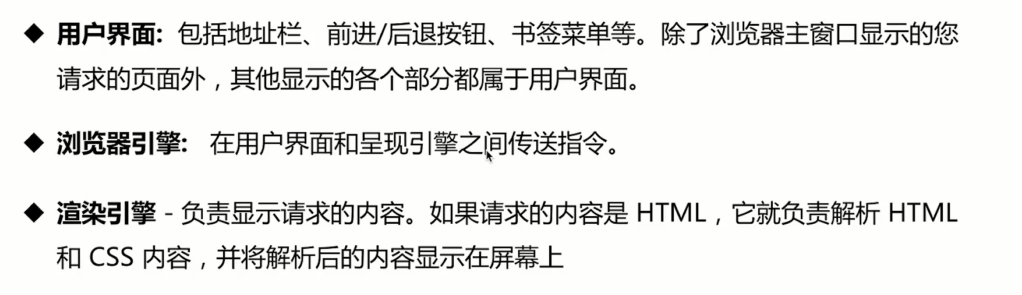 ◆ 用户界面: 包括地址栏、前进/后退按钮、书签菜单等。除了浏览器主窗口显示的您
请求的页面外，其他显示的各个部分都属于用户界面。
◆ 浏览器引擎: 在用户界面和呈现引擎之间传送指令。
◆ 渲染引擎 - 负责显示请求的内容。如果请求的内容是 HTML，它就负责解析 HTML
和 CSS 内容，并将解析后的内容显示在屏幕上